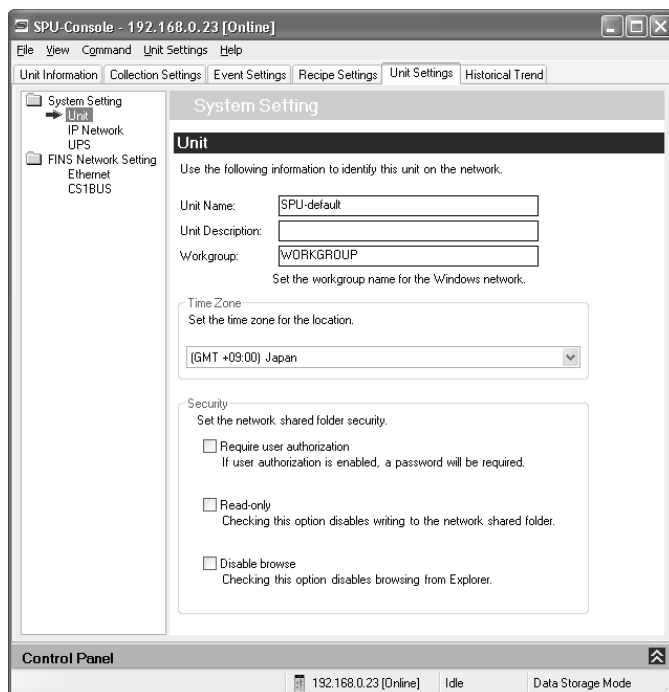 SPU-Console - 192.168.0.23 [Online]
File View Command Unit Settings Help
Unit Information Collection Settings Event Settings Recipe Settings Unit Settings Historical Trend
System Setting
Unit
IP Network
UPS
FINS Network Setting
Ethernet
CS1BUS
System Setting
Unit
Use the following information to identify this unit on the network.
Unit Name: SPU-default
Unit Description:
Workgroup: WORKGROUP
Set the workgroup name for the Windows network.
Time Zone
Set the time zone for the location.
(GMT +09:00) Japan
Security
Set the network shared folder security.
Require user authorization
If user authorization is enabled, a password will be required.
Read-only
Checking this option disables writing to the network shared folder.
Disable browse
Checking this option disables browsing from Explorer.
Control Panel
192.168.0.23 [Online] Idle Data Storage Mode